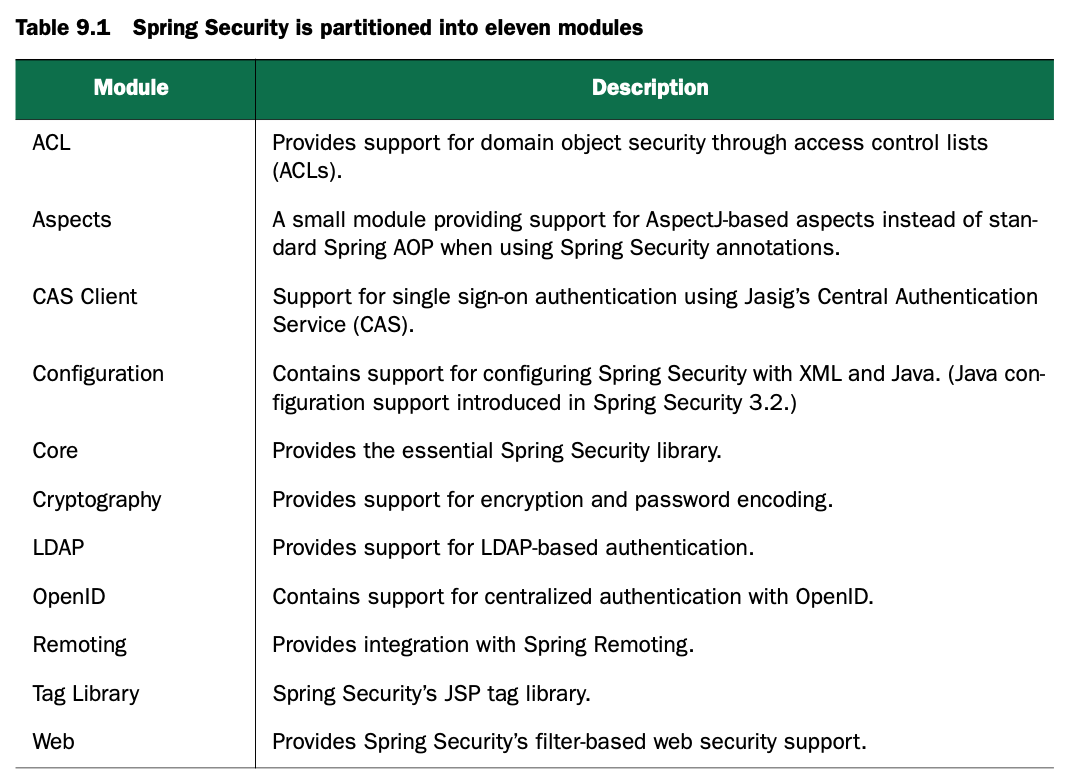 Table 9.1 Spring Security is partitioned into eleven modules
Module Description
ACL Provides support for domain object security through access control lists
(ACLs).
Aspects A small module providing support for AspectJ-based aspects instead of stan-
dard Spring AOP when using Spring Security annotations.
CAS Client Support for single sign-on authentication using Jasig’s Central Authentication
Service (CAS).
Configuration Contains support for configuring Spring Security with XML and Java. (Java con-
figuration support introduced in Spring Security 3.2.)
Core Provides the essential Spring Security library.
Cryptography Provides support for encryption and password encoding.
LDAP Provides support for LDAP-based authentication.
OpenID Contains support for centralized authentication with OpenID.
Remoting Provides integration with Spring Remoting.
Tag Library Spring Security’s JSP tag library.
Web Provides Spring Security’s filter-based web security support.